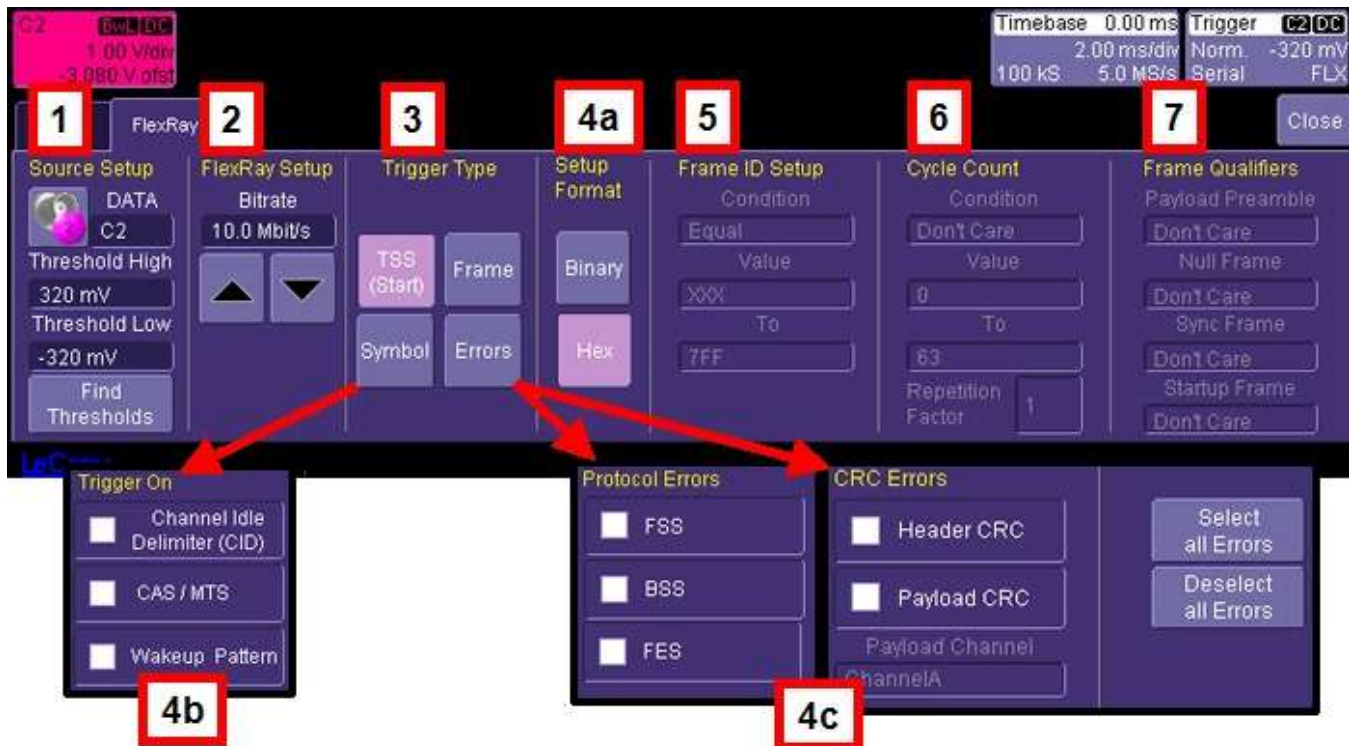 C2 BwL DC
1.00 V/div
-3.080 V ofst
Timebase 0.00 ms
2.00 ms/div
100 kS 5.0 MS/s
Trigger C2 DC
Norm. -320 mV
Serial FLX
1
FlexRay
2
3
4a
5
6
7
Close
Source Setup
DATA
C2
Threshold High
320 mV
Threshold Low
-320 mV
Find
Thresholds
FlexRay Setup
Bitrate
10.0 Mbit/s
Trigger Type
TSS
(Start)
Frame
Symbol
Errors
Setup
Format
Binary
Hex
Frame ID Setup
Condition
Equal
Value
XXX
To
7FF
Cycle Count
Condition
Don't Care
Value
0
To
63
Repetition
Factor
1
Frame Qualifiers
Payload Preamble
Don't Care
Null Frame
Don't Care
Sync Frame
Don't Care
Startup Frame
Don't Care
Trigger On
Channel Idle
Delimiter (CID)
CAS / MTS
Wakeup Pattern
4b
Protocol Errors
FSS
BSS
FES
CRC Errors
Header CRC
Payload CRC
Payload Channel
ChannelA
Select
all Errors
Deselect
all Errors
4c